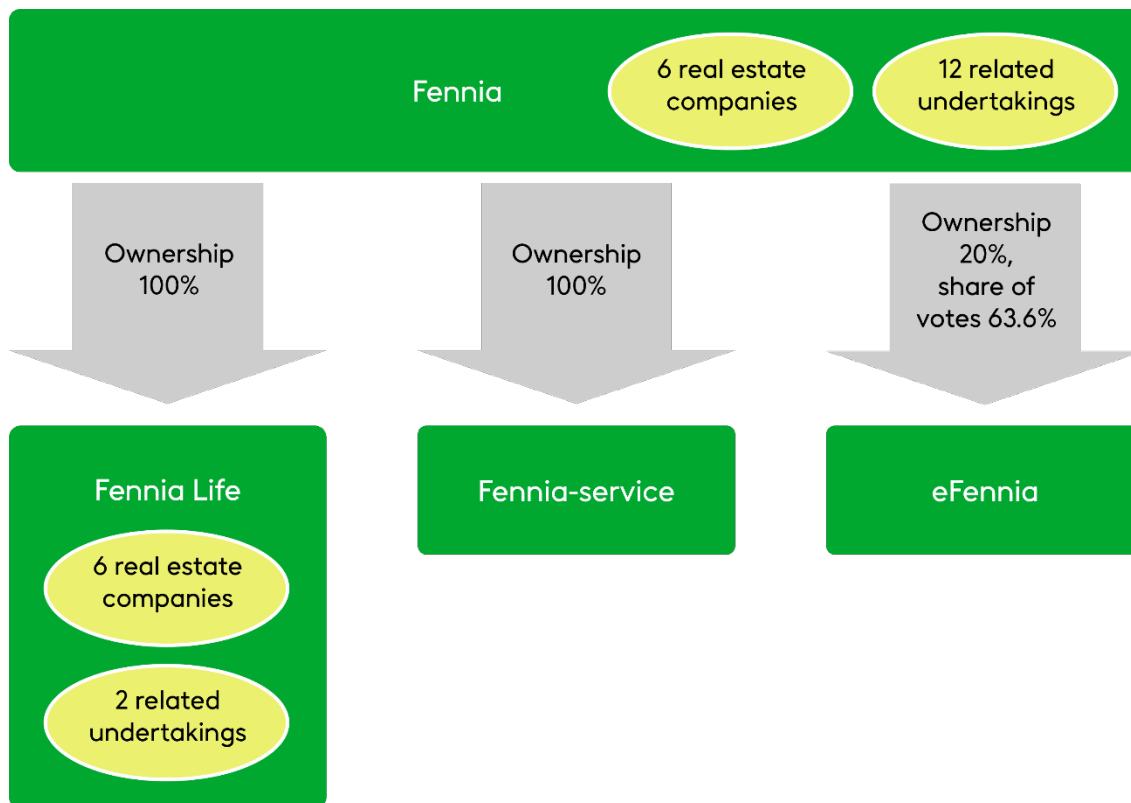 Fennia
6 real estate
companies
12 related
undertakings
Ownership
100%
Ownership
100%
Ownership
20%,
share of
votes 63.6%
Fennia Life
6 real estate
companies
2 related
undertakings
Fennia-service
eFennia